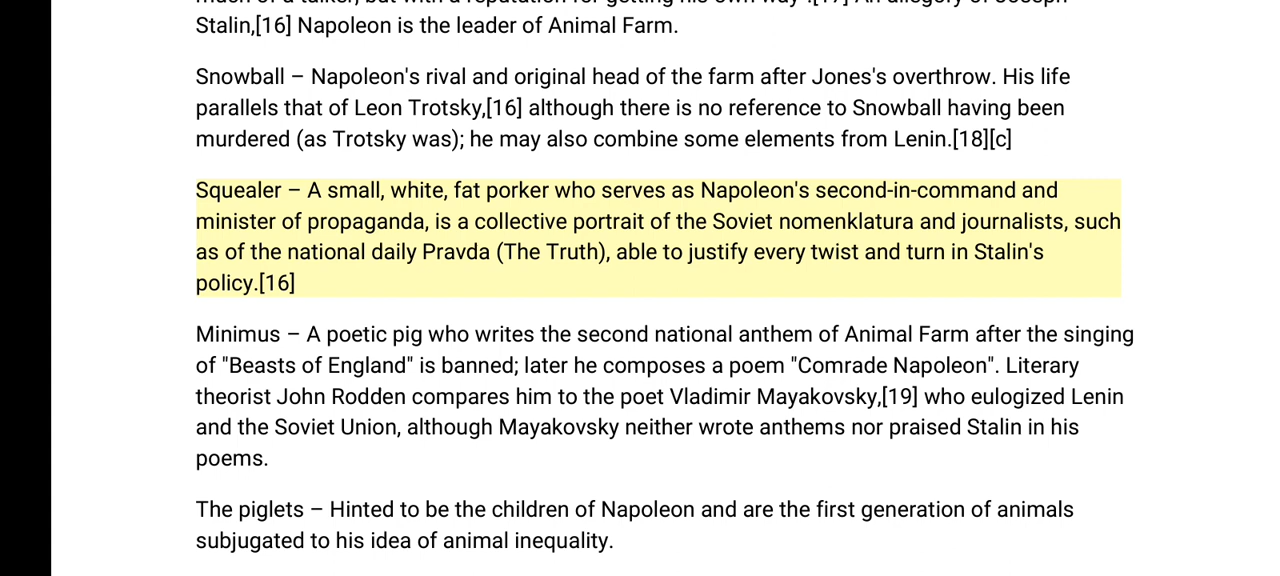 Stalin,[16] Napoleon is the leader of Animal Farm.
Snowball – Napoleon's rival and original head of the farm after Jones's overthrow. His life
parallels that of Leon Trotsky,[16] although there is no reference to Snowball having been
murdered (as Trotsky was); he may also combine some elements from Lenin.[18][c]
Squealer – A small, white, fat porker who serves as Napoleon's second-in-command and
minister of propaganda, is a collective portrait of the Soviet nomenklatura and journalists, such
as of the national daily Pravda (The Truth), able to justify every twist and turn in Stalin's
policy.[16]
Minimus – A poetic pig who writes the second national anthem of Animal Farm after the singing
of "Beasts of England" is banned; later he composes a poem "Comrade Napoleon". Literary
theorist John Rodden compares him to the poet Vladimir Mayakovsky,[19] who eulogized Lenin
and the Soviet Union, although Mayakovsky neither wrote anthems nor praised Stalin in his
poems.
The piglets – Hinted to be the children of Napoleon and are the first generation of animals
subjugated to his idea of animal inequality.